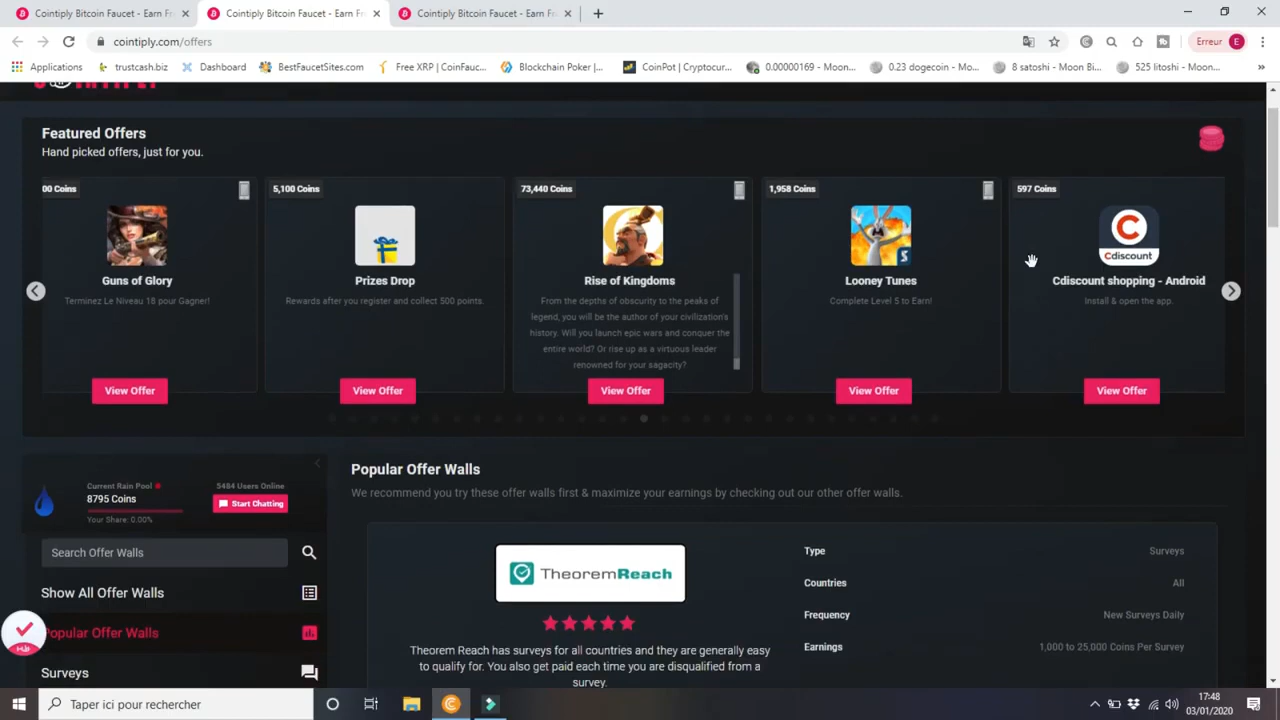 Cointiply Bitcoin Faucet - Earn Fr
Cointiply Bitcoin Faucet - Earn Fr
Cointiply Bitcoin Faucet - Earn Fr
cointiply.com/offers
Erreur E
Applications trustcash.biz Dashboard BestFaucetSites.com Free XRP | CoinFauc... Blockchain Poker |... CoinPot | Cryptocur... 0.00000169 - Moon... 0.23 dogecoin - Mo... 8 satoshi - Moon Bi... 525 litoshi - Moon...
Featured Offers
Hand picked offers, just for you.
00 Coins
Guns of Glory
Terminez Le Niveau 18 pour Gagner!
View Offer
5,100 Coins
Prizes Drop
Rewards after you register and collect 500 points.
View Offer
73,440 Coins
Rise of Kingdoms
From the depths of obscurity to the peaks of
legend, you will be the author of your civilization's
history. Will you launch epic wars and conquer the
entire world? Or rise up as a virtuous leader
renowned for your sagacity?
View Offer
1,958 Coins
Looney Tunes
Complete Level 5 to Earn!
View Offer
597 Coins
C
Cdiscount
Cdiscount shopping - Android
Install & open the app.
View Offer
Current Rain Pool
8795 Coins
Your Share: 0.00%
5484 Users Online
Start Chatting
Search Offer Walls
Show All Offer Walls
Popular Offer Walls
Surveys
Popular Offer Walls
We recommend you try these offer walls first & maximize your earnings by checking out our other offer walls.
TheoremReach
Theorem Reach has surveys for all countries and they are generally easy
to qualify for. You also get paid each time you are disqualified from a
survey.
Type Surveys
Countries All
Frequency New Surveys Daily
Earnings 1,000 to 25,000 Coins Per Survey
Taper ici pour rechercher
17:48
03/01/2020